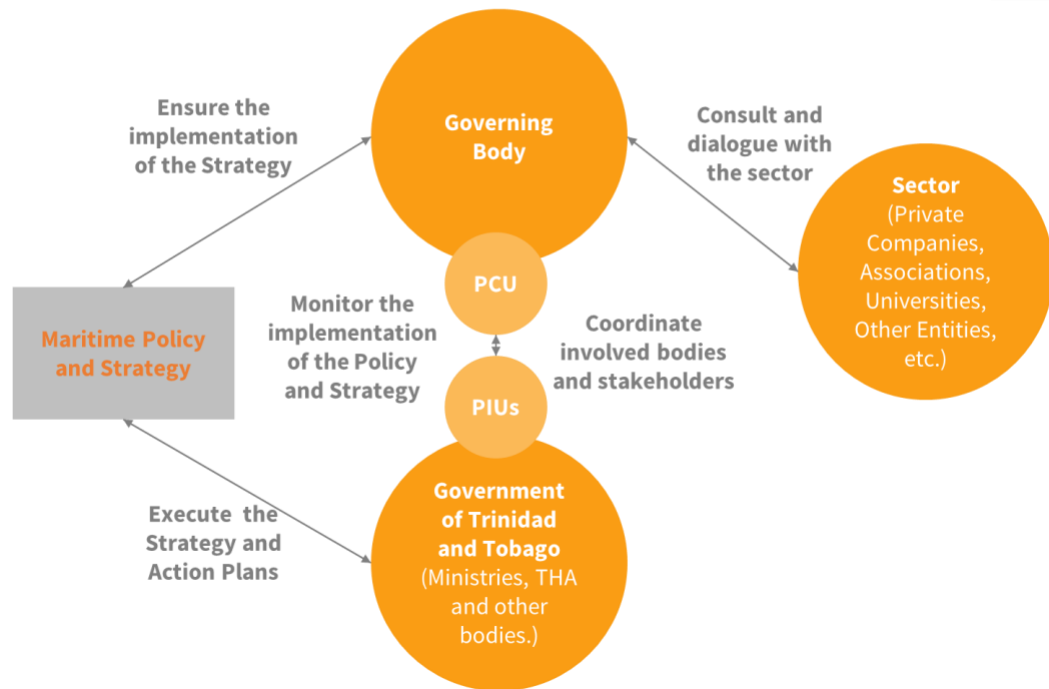 Ensure the
implementation
of the Strategy
Governing
Body
Consult and
dialogue with
the sector
Sector
(Private
Companies,
Associations,
Universities,
Other Entities,
etc.)
PCU
Maritime Policy
and Strategy
Monitor the
implementation
of the Policy
and Strategy
Coordinate
involved bodies
and stakeholders
PIUs
Government
of Trinidad
and Tobago
(Ministries, THA
and other
bodies.)
Execute the
Strategy and
Action Plans